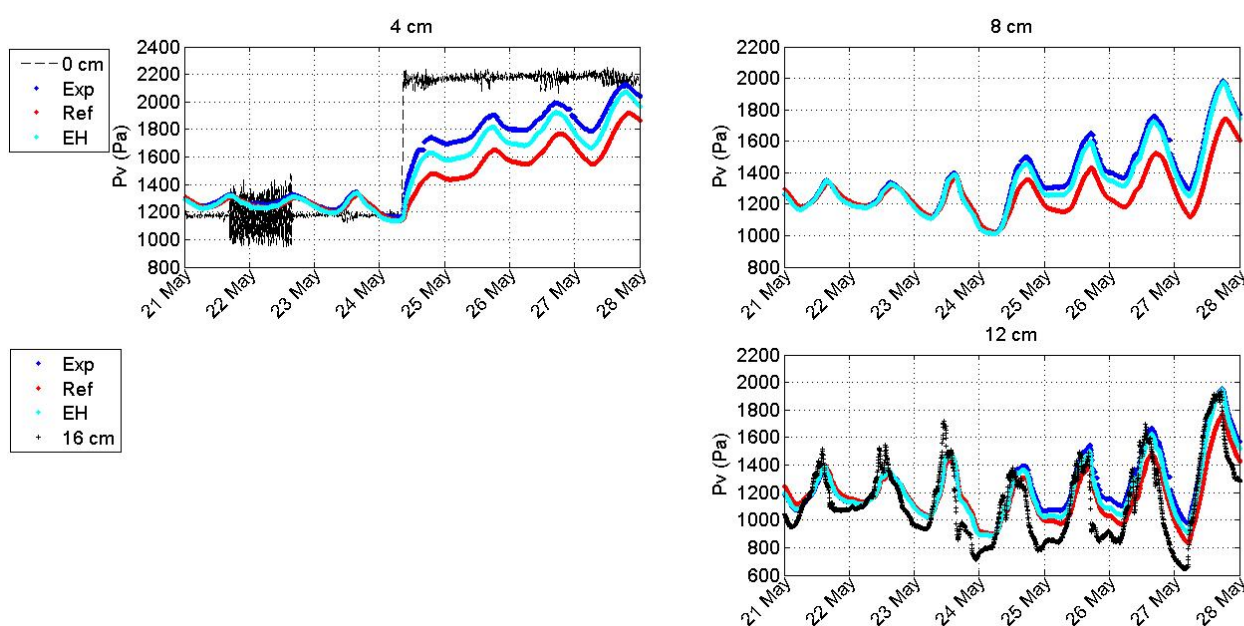 4 cm
0 cm
Exp
Ref
EH
Pv (Pa)
2400
2200
2000
1800
1600
1400
1200
1000
800
21 May
22 May
23 May
24 May
25 May
26 May
27 May
28 May
8 cm
2200
2000
1800
1600
1400
1200
1000
800
21 May
22 May
23 May
24 May
25 May
26 May
27 May
28 May
Exp
Ref
EH
16 cm
12 cm
Pv (Pa)
2200
2000
1800
1600
1400
1200
1000
800
600
21 May
22 May
23 May
24 May
25 May
26 May
27 May
28 May